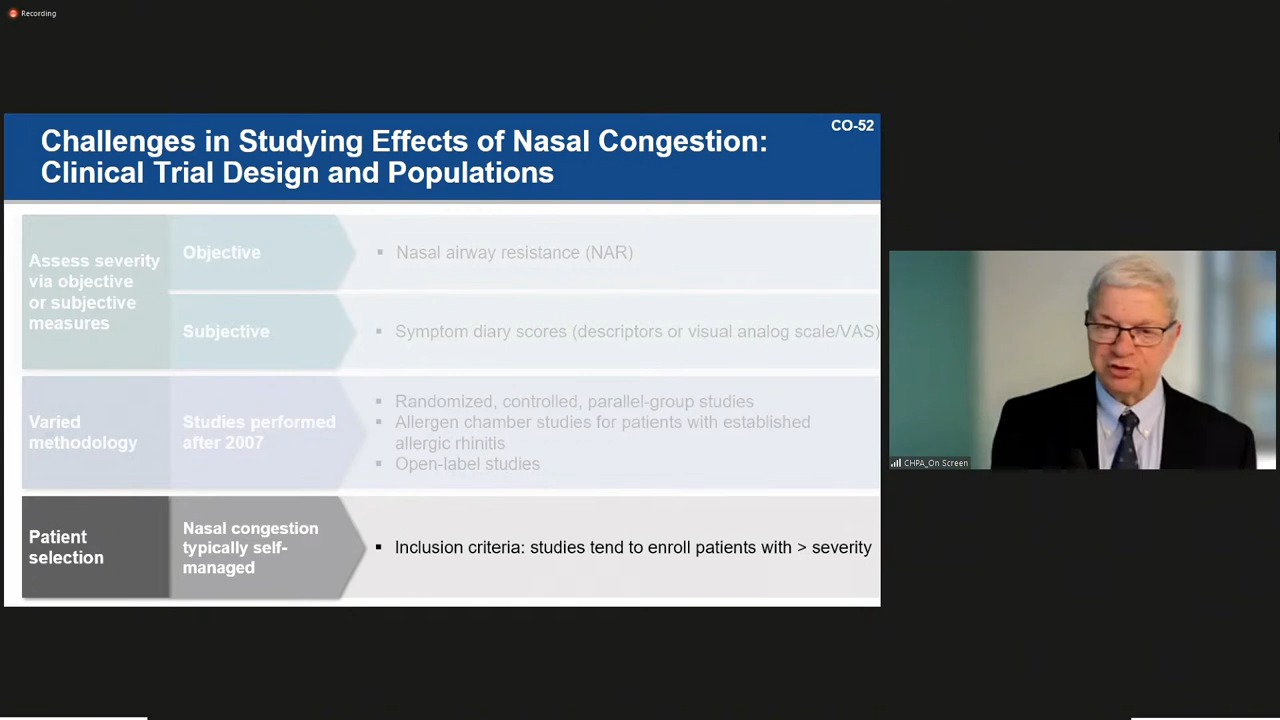 Recording
CO-52
Challenges in Studying Effects of Nasal Congestion:
Clinical Trial Design and Populations
Assess severity
via objective
or subjective
measures
Objective
▪ Nasal airway resistance (NAR)
Subjective
▪ Symptom diary scores (descriptors or visual analog scale/VAS)
Varied
methodology
Studies performed
after 2007
▪ Randomized, controlled, parallel-group studies
▪ Allergen chamber studies for patients with established
allergic rhinitis
▪ Open-label studies
Patient
selection
Nasal congestion
typically self-
managed
▪ Inclusion criteria: studies tend to enroll patients with > severity
CHPA_On Screen